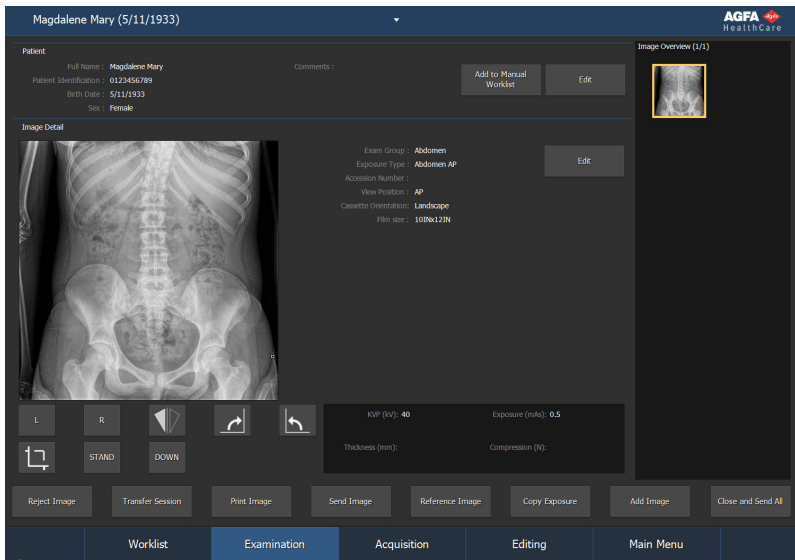 Magdalene Mary (5/11/1933)
AGFA Agfa
HealthCare
Patient
Full Name : Magdalene Mary
Patient Identification : 0123456789
Birth Date : 5/11/1933
Sex : Female
Comments :
Add to Manual
Worklist
Edit
Image Overview (1/1)
Image Detail
Exam Group : Abdomen
Exposure Type : Abdomen AP
Accession Number :
View Position : AP
Cassette Orientation: Landscape
Film size : 10INx12IN
Edit
L
R
STAND
DOWN
KVP (kV): 40
Exposure (mAs): 0.5
Thickness (mm):
Compression (N):
Reject Image
Transfer Session
Print Image
Send Image
Reference Image
Copy Exposure
Add Image
Close and Send All
Worklist
Examination
Acquisition
Editing
Main Menu